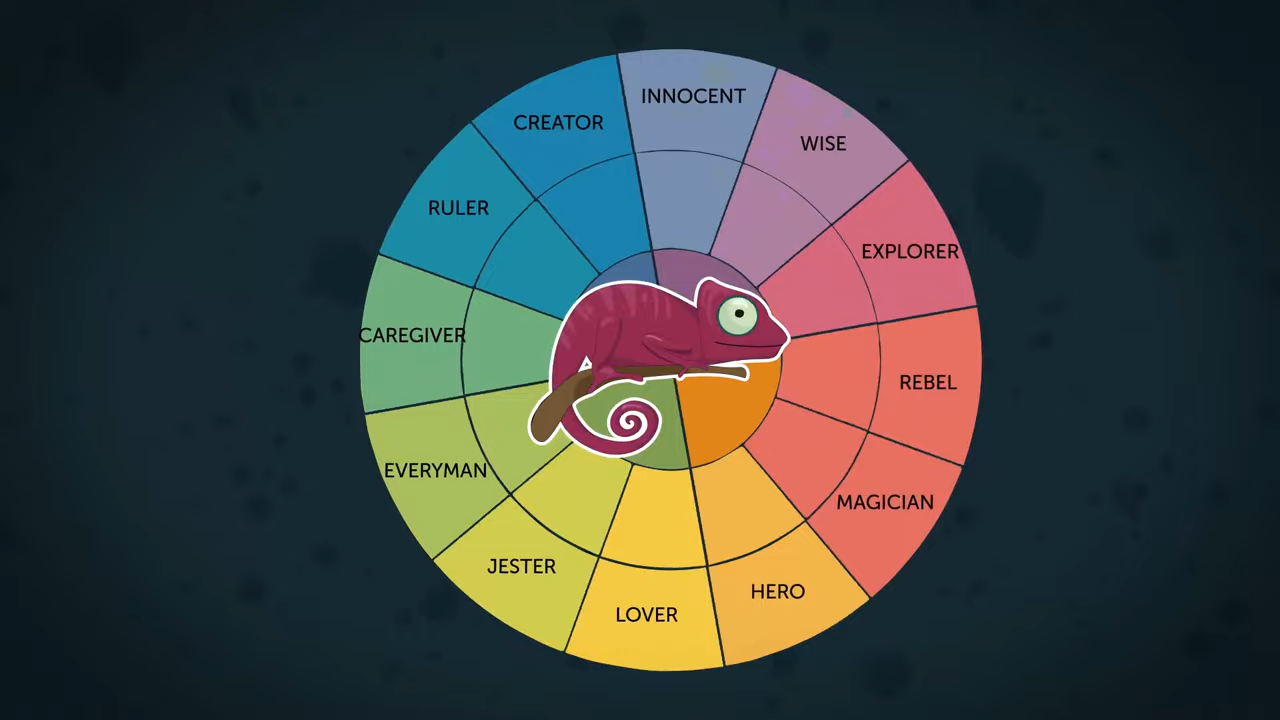 INNOCENT
WISE
EXPLORER
REBEL
MAGICIAN
HERO
LOVER
JESTER
EVERYMAN
CAREGIVER
RULER
CREATOR